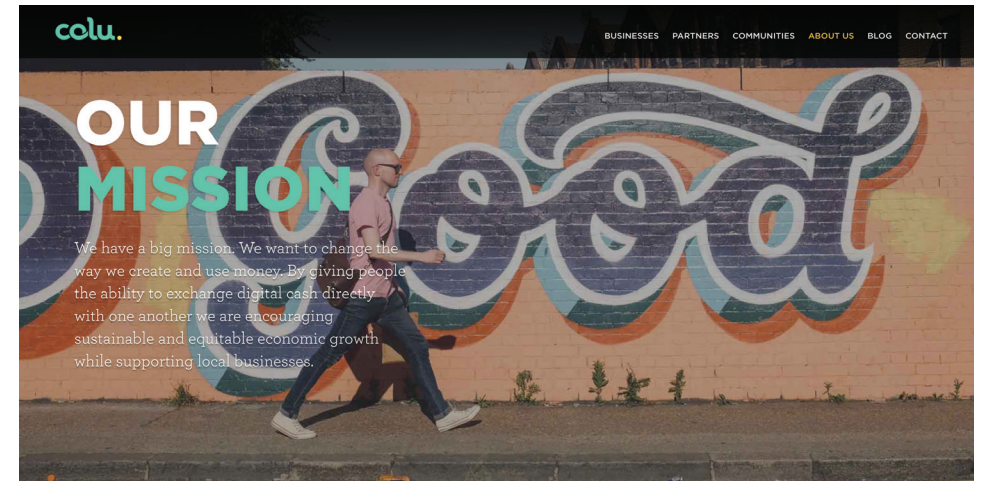 colu.
BUSINESSES PARTNERS COMMUNITIES ABOUT US BLOG CONTACT
OUR
MISSION
Good
We have a big mission. We want to change the
way we create and use money. By giving people
the ability to exchange digital cash directly
with one another we are encouraging
sustainable and equitable economic growth
while supporting local businesses.